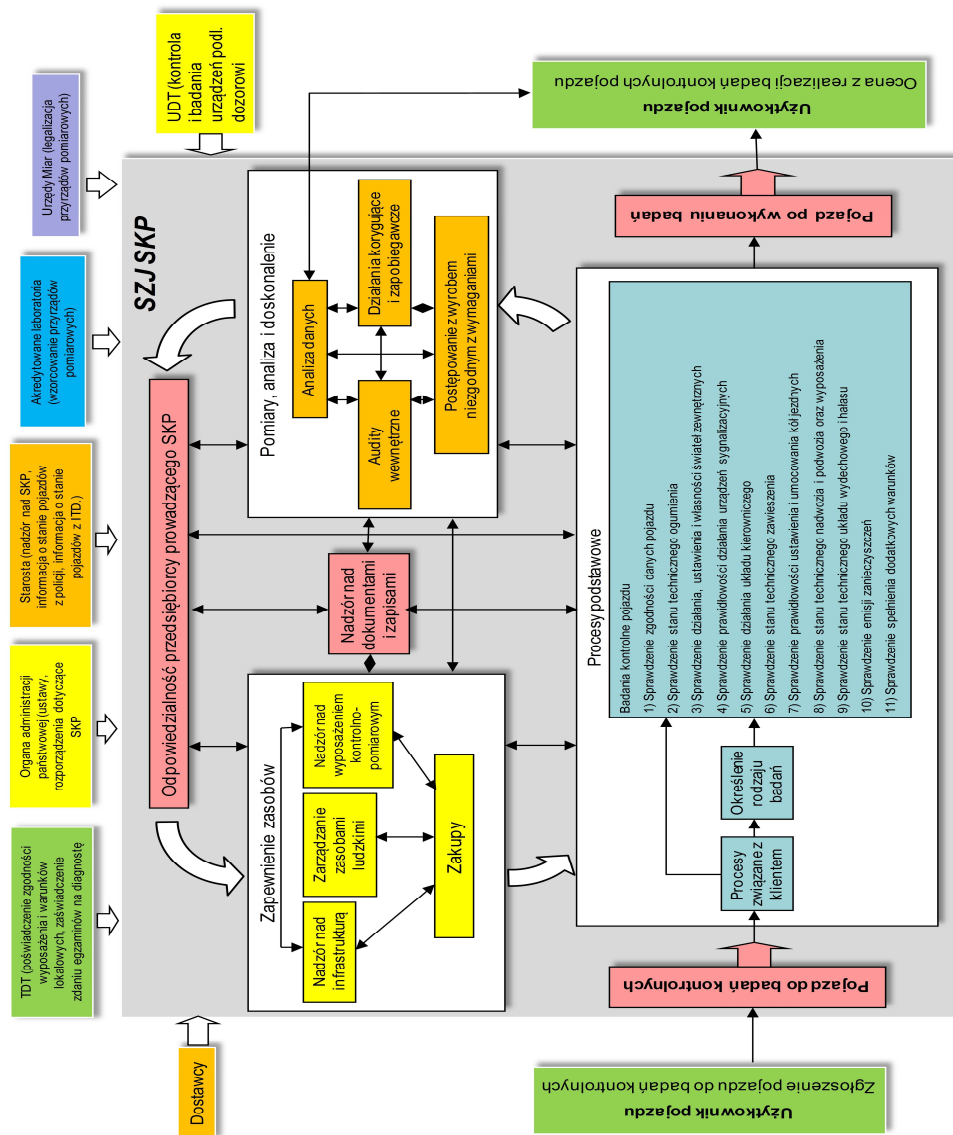 TDT (poświadczenie zgodności
wyposażenia i warunków
lokalowych, zaświadczenie
zdaniu egzaminów na diagnostę
Organa administracji
państwowej (ustawy,
rozporządzenia dotyczące
SKP
Starosta (nadzór nad SKP,
informacja o stanie pojazdów
z policji, informacja o stanie
pojazdów z ITD.)
Akredytowane laboratoria
(wzorcowanie przyrządów
pomiarowych)
Urzędy Miar (legalizacja
przyrządów pomiarowych)
Dostawcy
SZJ SKP
UDT (kontrola
i badania
urządzeń podl.
dozorowi
Odpowiedzialność przedsiębiorcy prowadzącego SKP
Zapewnienie zasobów
Nadzór nad
infrastrukturą
Zarządzanie
zasobami
ludzkimi
Nadzór nad
wyposażeniem
kontrolno-
pomiarowym
Zakupy
Nadzór nad
dokumentami
i zapisami
Pomiary, analiza i doskonalenie
Analiza danych
Audity
wewnętrzne
Działania korygujące
i zapobiegawcze
Postępowanie z wyrobem
niezgodnym z wymaganiami
Użytkownik pojazdu
Zgłoszenie pojazdu do badań kontrolnych
Pojazd do badań kontrolnych
Procesy podstawowe
Procesy
związane z
klientem
Określenie
rodzaju
badań
Badania kontrolne pojazdu
1) Sprawdzenie zgodności danych pojazdu
2) Sprawdzenie stanu technicznego ogumienia
3) Sprawdzenie działania, ustawienia i własności świateł zewnętrznych
4) Sprawdzenie prawidłowości działania urządzeń sygnalizacyjnych
5) Sprawdzenie działania układu kierowniczego
6) Sprawdzenie stanu technicznego zawieszenia
7) Sprawdzenie prawidłowości ustawienia i umocowania kół jezdnych
8) Sprawdzenie stanu technicznego nadwozia i podwozia oraz wyposażenia
9) Sprawdzenie stanu technicznego układu wydechowego i hałasu
10) Sprawdzenie emisji zanieczyszczeń
11) Sprawdzenie spełnienia dodatkowych warunków
Pojazd po wykonaniu badań
Użytkownik pojazdu
Ocena z realizacji badań kontrolnych pojazdu